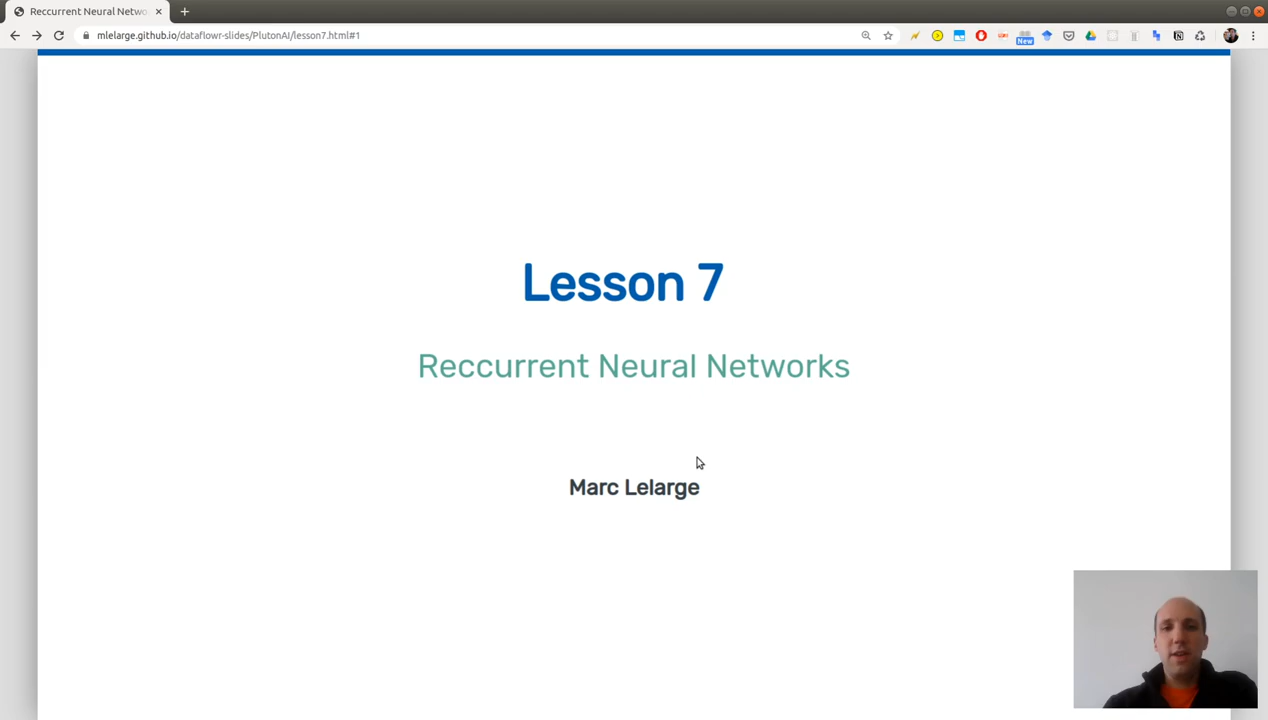 Reccurrent Neural Netwo
mlelarge.github.io/dataflowr-slides/PlutonAI/lesson7.html#1
New
Lesson 7
Reccurrent Neural Networks
Marc Lelarge